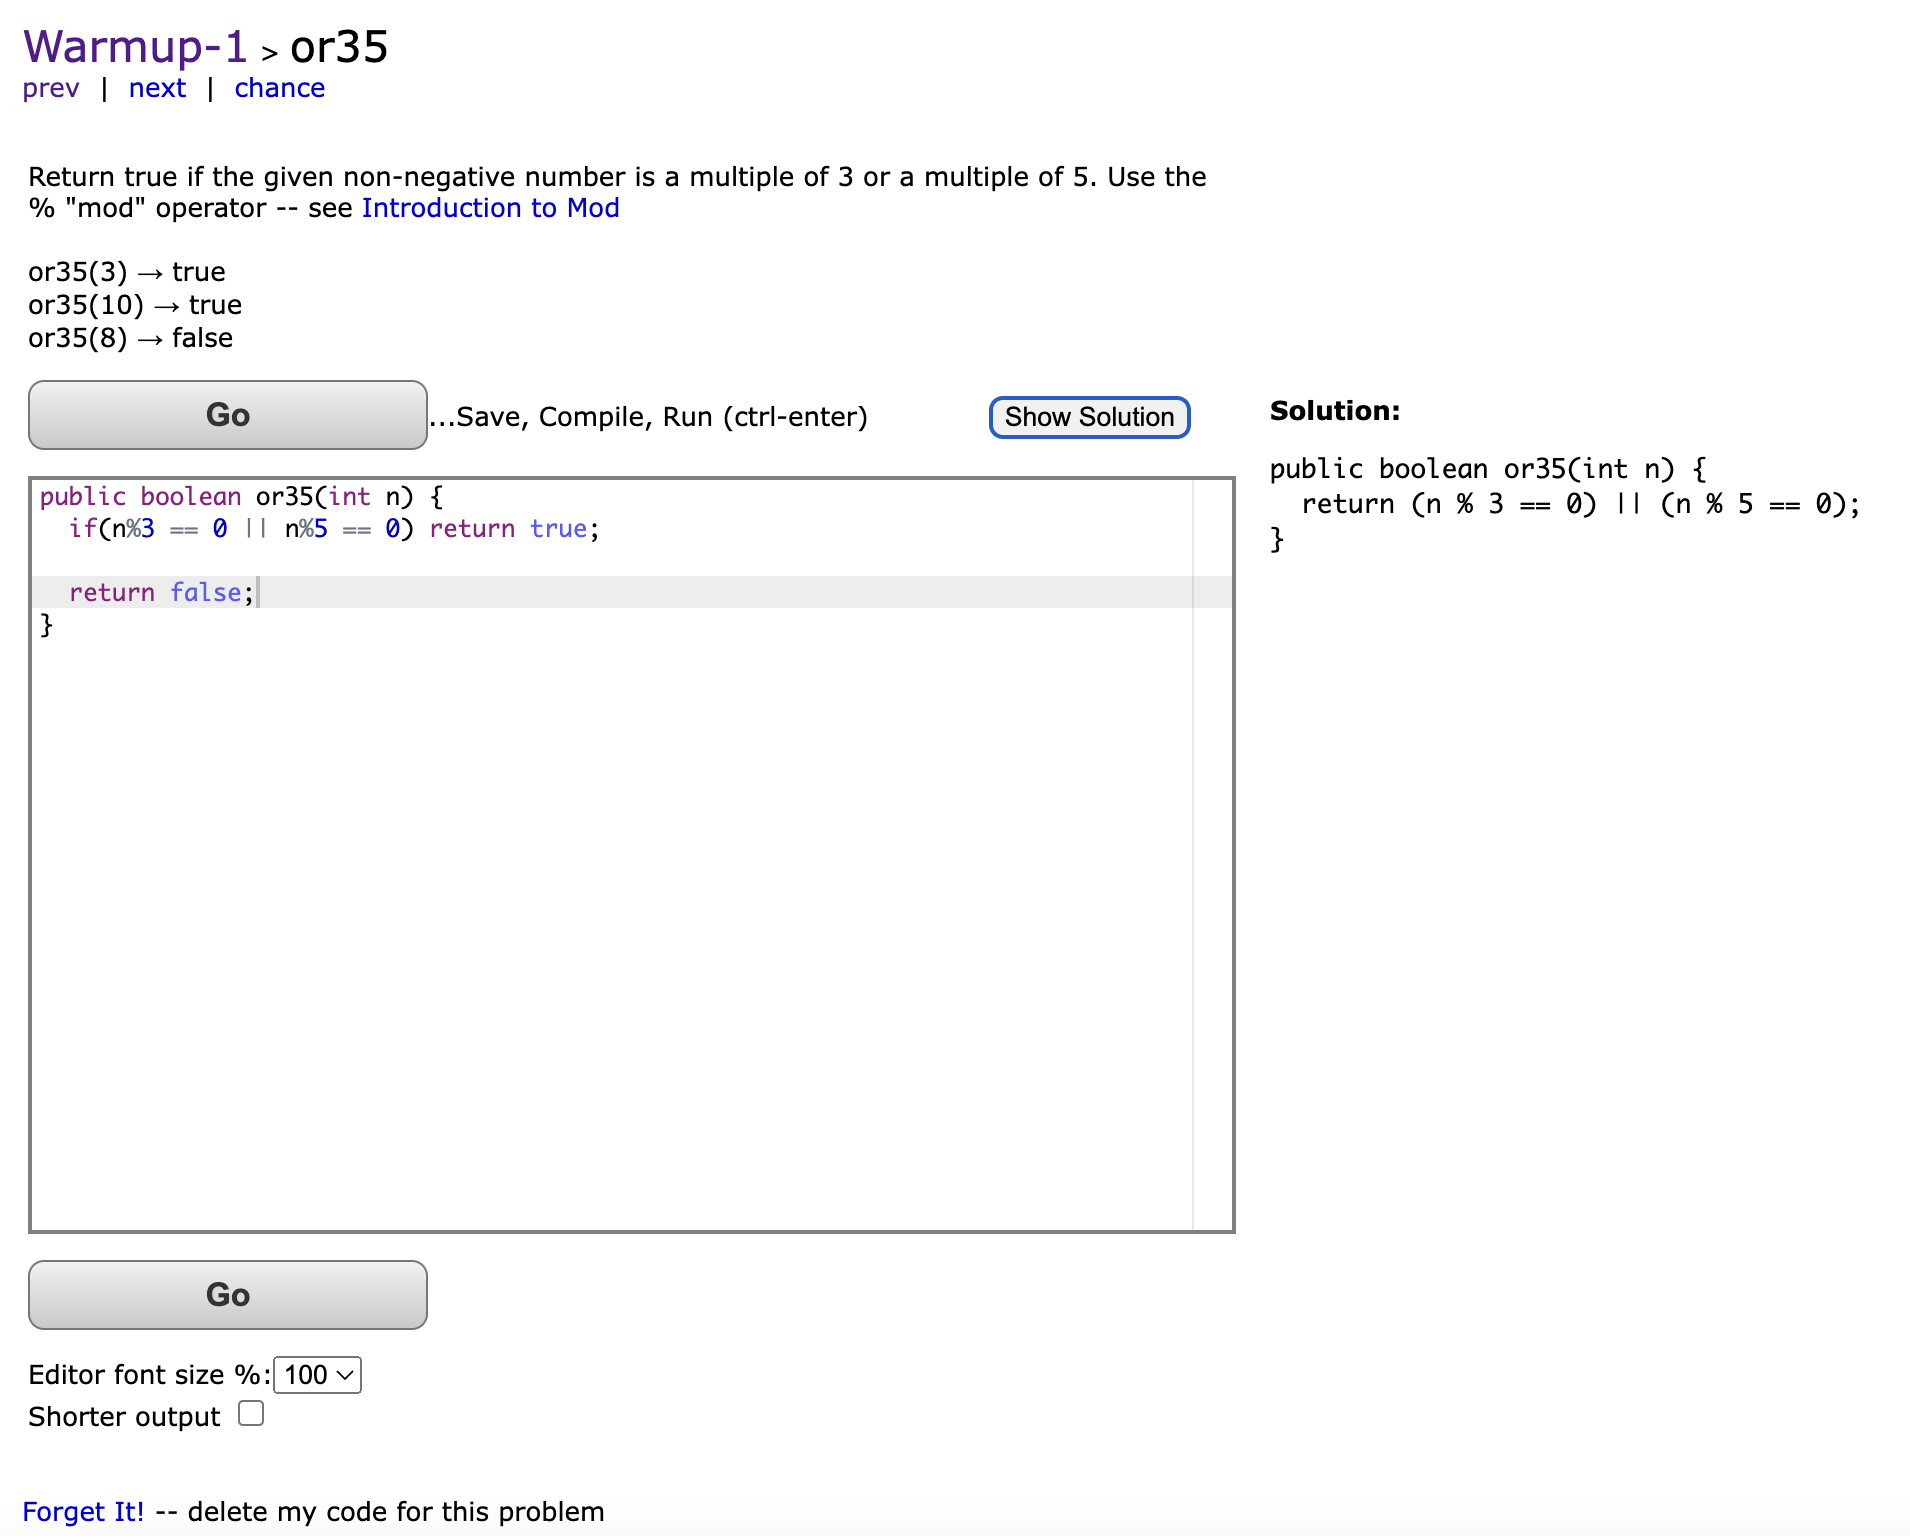 Warmup-1 > or35
prev | next | chance
Return true if the given non-negative number is a multiple of 3 or a multiple of 5. Use the
% "mod" operator -- see Introduction to Mod
or35(3) → true
or35(10) → true
or35(8) → false
Go ...Save, Compile, Run (ctrl-enter) Show Solution
public boolean or35(int n) {
  if(n%3 == 0 || n%5 == 0) return true;
  return false;
}
Solution:
public boolean or35(int n) {
  return (n % 3 == 0) || (n % 5 == 0);
}
Go
Editor font size %: 100
Shorter output
Forget It! -- delete my code for this problem